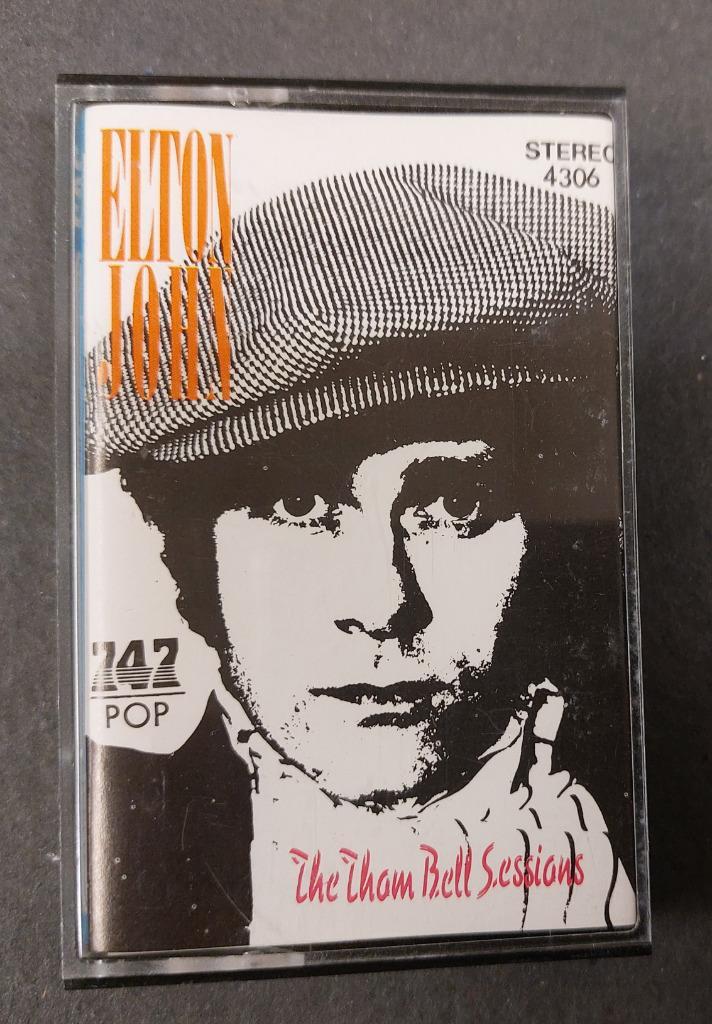 ELTON
JOHN
STEREO
4306
747
POP
The Thom Bell Sessions